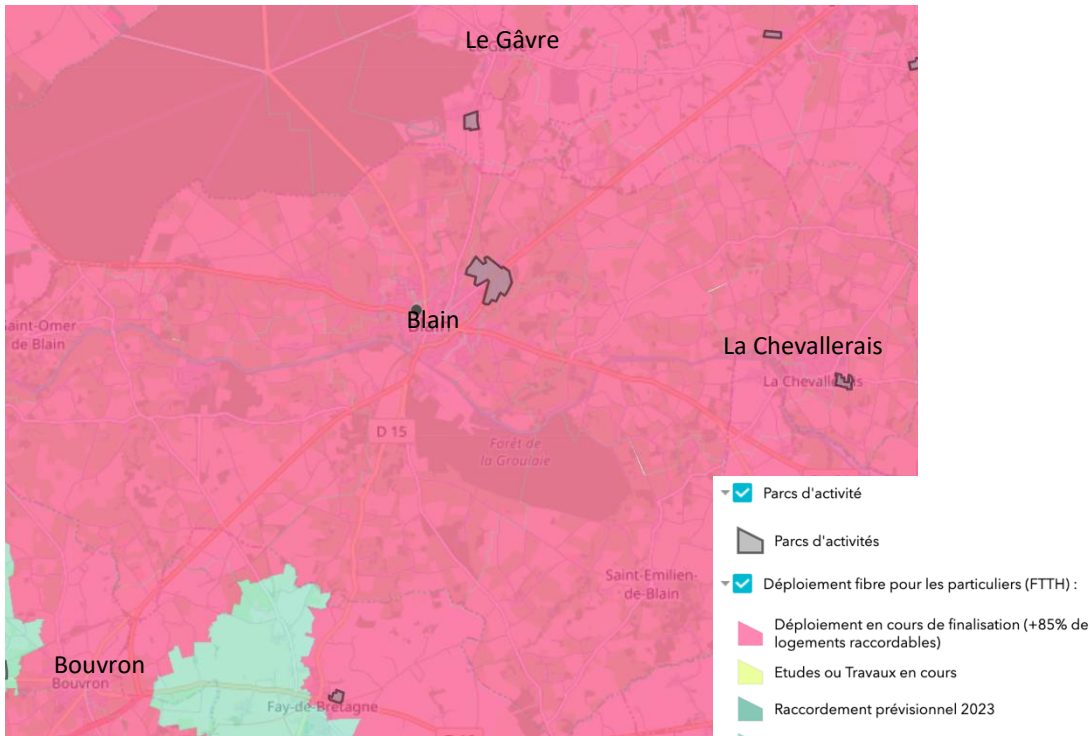 Le Gâvre
Blain
Saint-Omer
de Blain
La Chevallerais
La Chevallerais
D 15
Forêt de
la Groulaie
Parcs d'activité
Parcs d'activités
Déploiement fibre pour les particuliers (FTTH) :
Saint-Emilien-
de-Blain
Déploiement en cours de finalisation (+85% de
logements raccordables)
Bouvron
Bouvron
Etudes ou Travaux en cours
Fay-de-Bretagne
Raccordement prévisionnel 2023